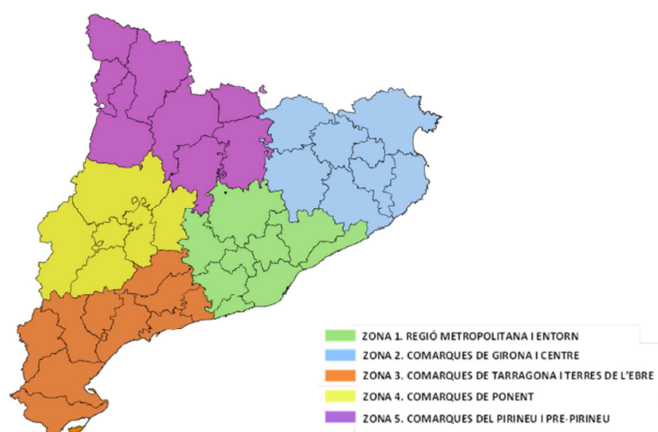 ZONA 1. REGIÓ METROPOLITANA I ENTORN
ZONA 2. COMARQUES DE GIRONA I CENTRE
ZONA 3. COMARQUES DE TARRAGONA I TERRES DE L'EBRE
ZONA 4. COMARQUES DE PONENT
ZONA 5. COMARQUES DEL PIRINEU I PRE-PIRINEU